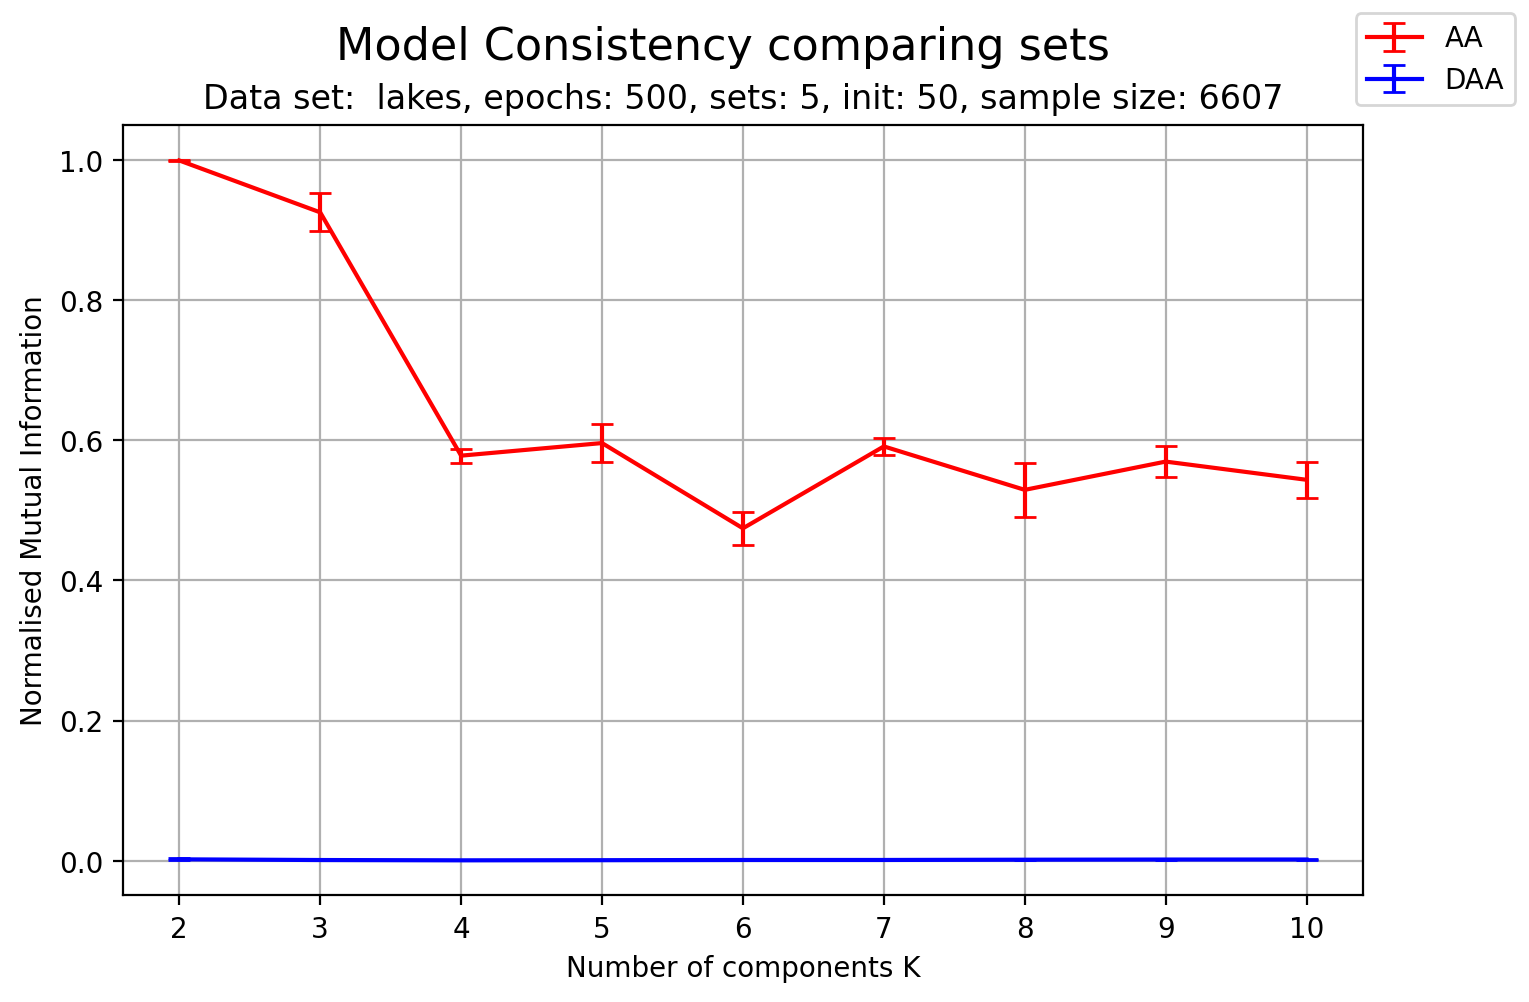 Model Consistency comparing sets
Data set:  lakes, epochs: 500, sets: 5, init: 50, sample size: 6607
AA
DAA
Normalised Mutual Information
1.0
0.8
0.6
0.4
0.2
0.0
2 3 4 5 6 7 8 9 10
Number of components K